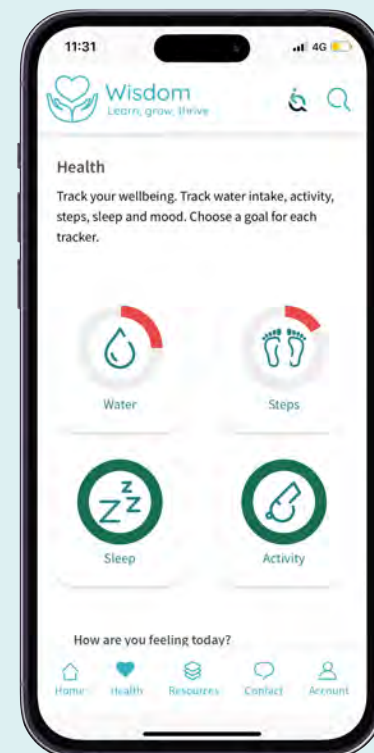 11:31
4G
Wisdom
Learn, grow, thrive
Health
Track your wellbeing. Track water intake, activity,
steps, sleep and mood. Choose a goal for each
tracker.
Water
Steps
z z z
Sleep
Activity
How are you feeling today?
Home
Health
Resources
Contact
Account